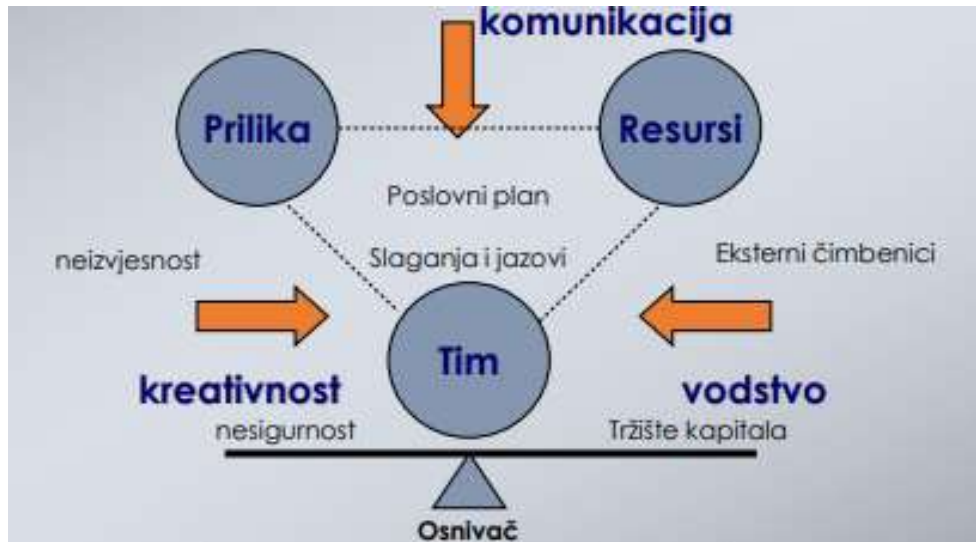 komunikacija
Prilika
Resursi
Poslovni plan
Slaganja i jazovi
neizvjesnost
Eksterni čimbenici
Tim
kreativnost
vodstvo
nesigurnost
Tržište kapitala
Osnivač